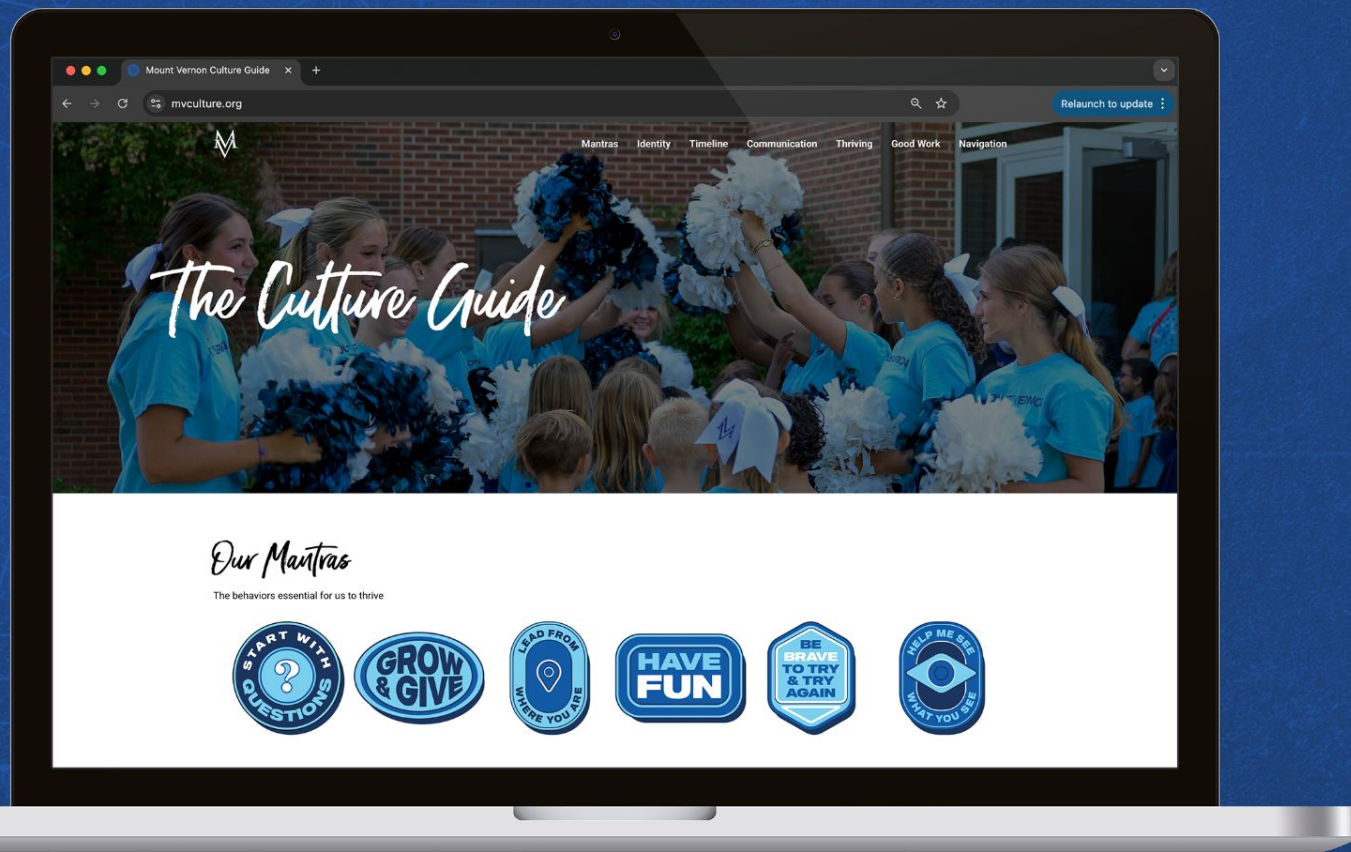 Mount Vernon Culture Guide
mvculture.org
Relaunch to update
MV
Mantras Identity Timeline Communication Thriving Good Work Navigation
The Culture Guide
Our Mantras
The behaviors essential for us to thrive
START WITH
?
QUESTIONS
GROW
& GIVE
LEAD FROM
WHERE YOU ARE
HAVE
FUN
BE
BRAVE
TO TRY
& TRY
AGAIN
HELP ME SEE
WHAT YOU SEE